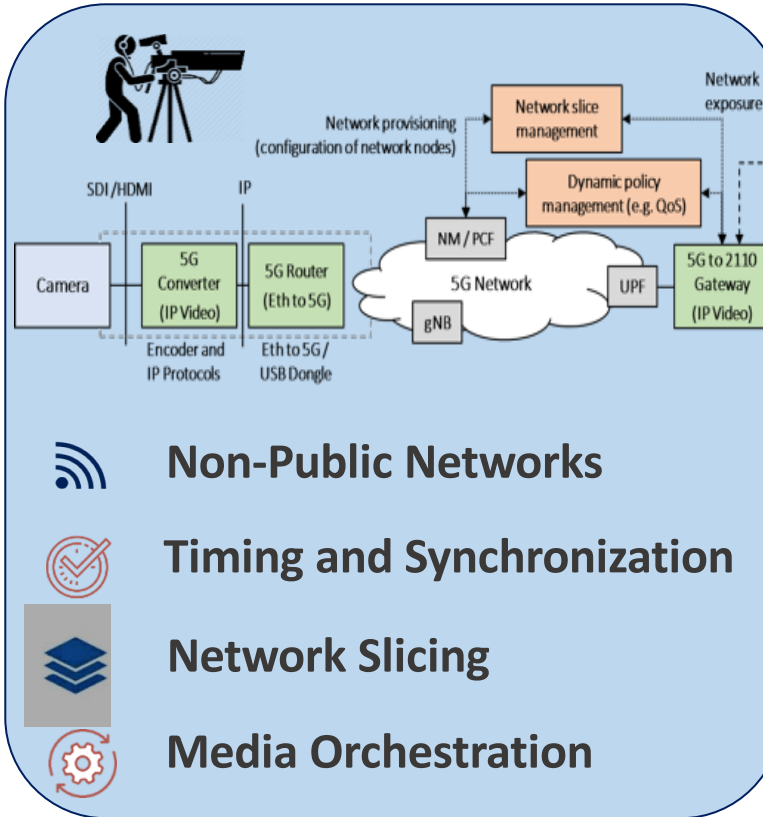 Network
exposure
Network slice
management
Network provisioning
(configuration of network nodes)
Dynamic policy
management (e.g. QoS)
SDI/HDMI
IP
NM / PCF
Camera
5G
Converter
(IP Video)
5G Router
(Eth to 5G)
5G Network
gNB
UPF
5G to 2110
Gateway
(IP Video)
Encoder and
IP Protocols
Eth to 5G /
USB Dongle
Non-Public Networks
Timing and Synchronization
Network Slicing
Media Orchestration